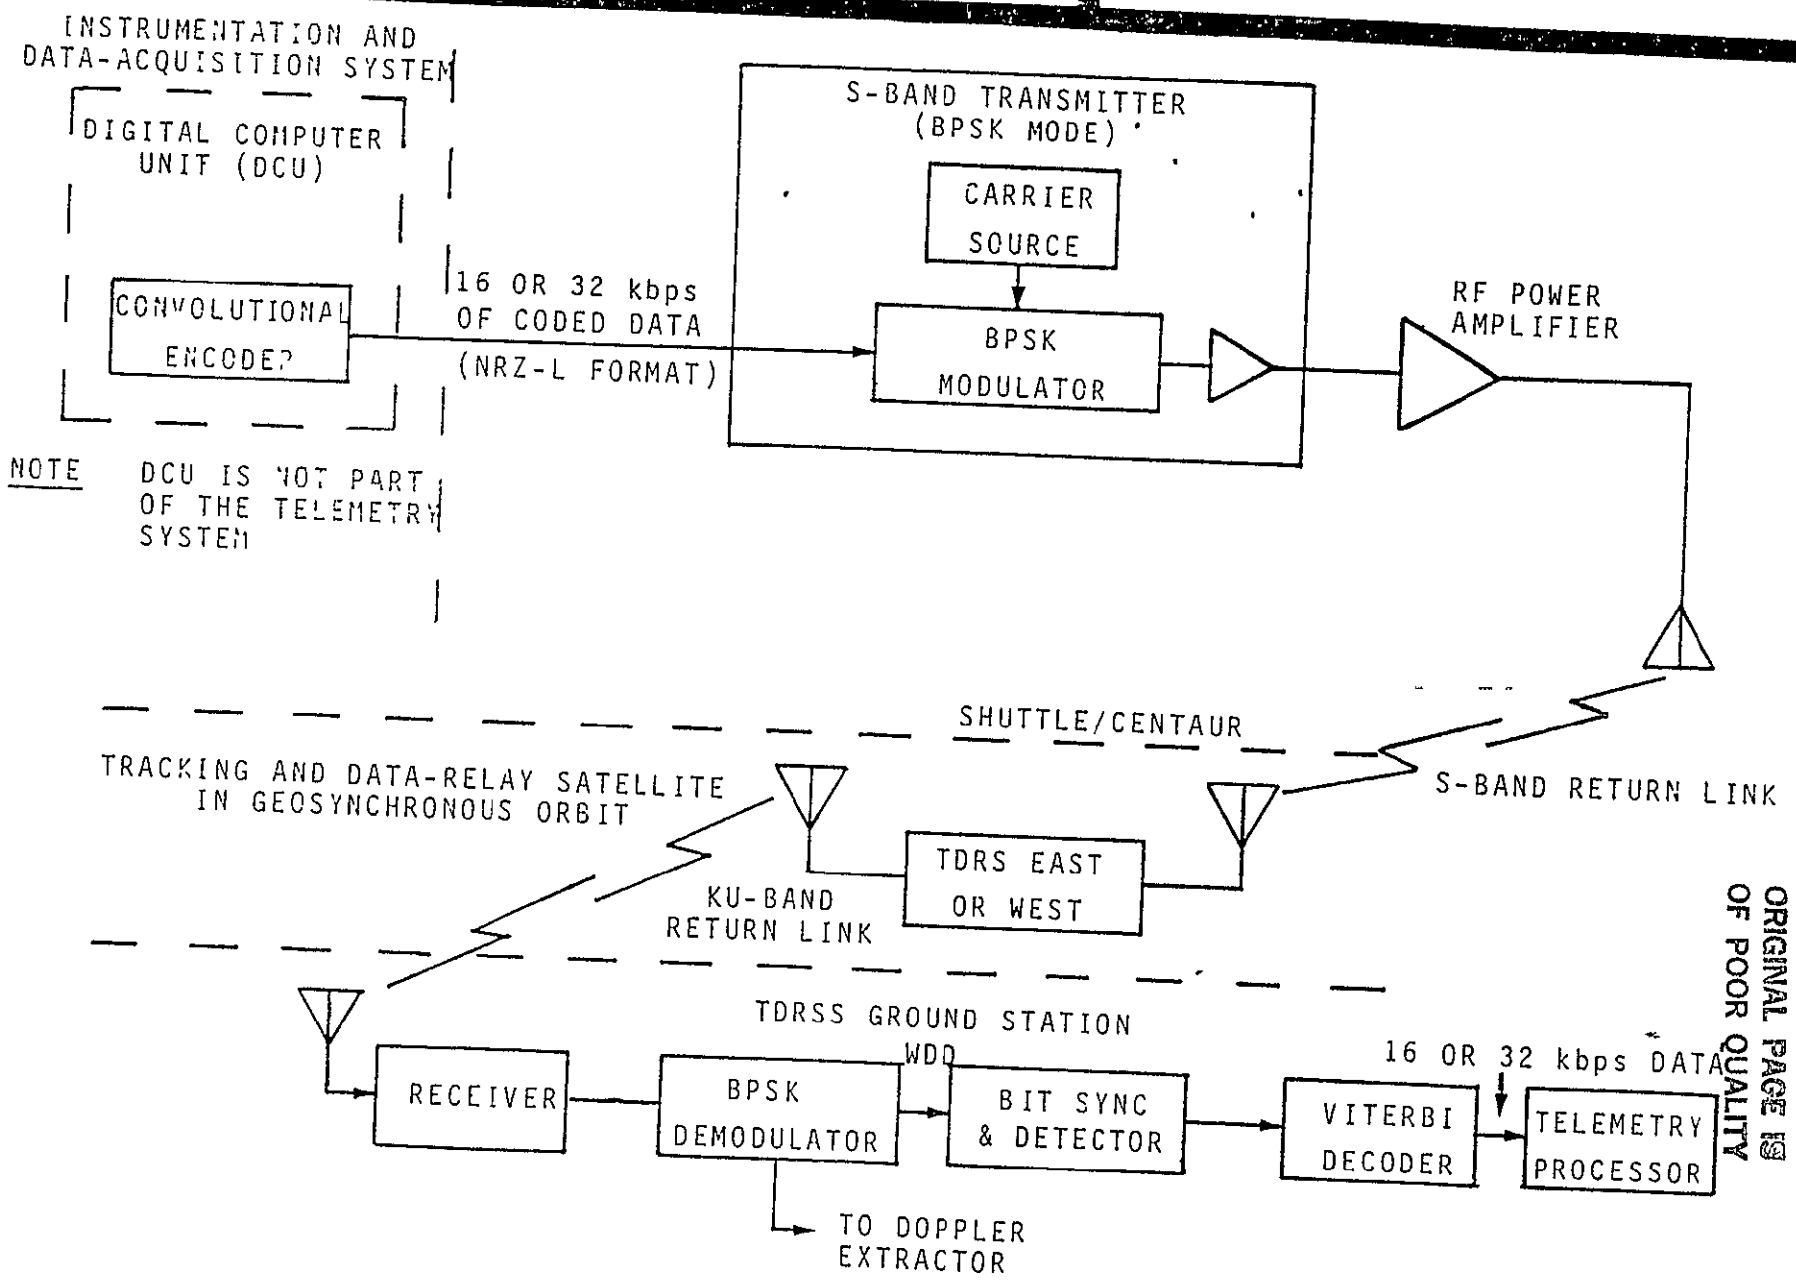 INSTRUMENTATION AND
DATA-ACQUISITION SYSTEM
DIGITAL COMPUTER
UNIT (DCU)
CONVOLUTIONAL
ENCODER
16 OR 32 kbps
OF CODED DATA
(NRZ-L FORMAT)
NOTE DCU IS NOT PART
OF THE TELEMETRY
SYSTEM
S-BAND TRANSMITTER
(BPSK MODE)
CARRIER
SOURCE
BPSK
MODULATOR
RF POWER
AMPLIFIER
SHUTTLE/CENTAUR
S-BAND RETURN LINK
TRACKING AND DATA-RELAY SATELLITE
IN GEOSYNCHRONOUS ORBIT
TDRS EAST
OR WEST
KU-BAND
RETURN LINK
TDRSS GROUND STATION
WDD
RECEIVER
BPSK
DEMODULATOR
BIT SYNC
& DETECTOR
VITERBI
DECODER
16 OR 32 kbps DATA
TELEMETRY
PROCESSOR
TO DOPPLER
EXTRACTOR
ORIGINAL PAGE IS
OF POOR QUALITY